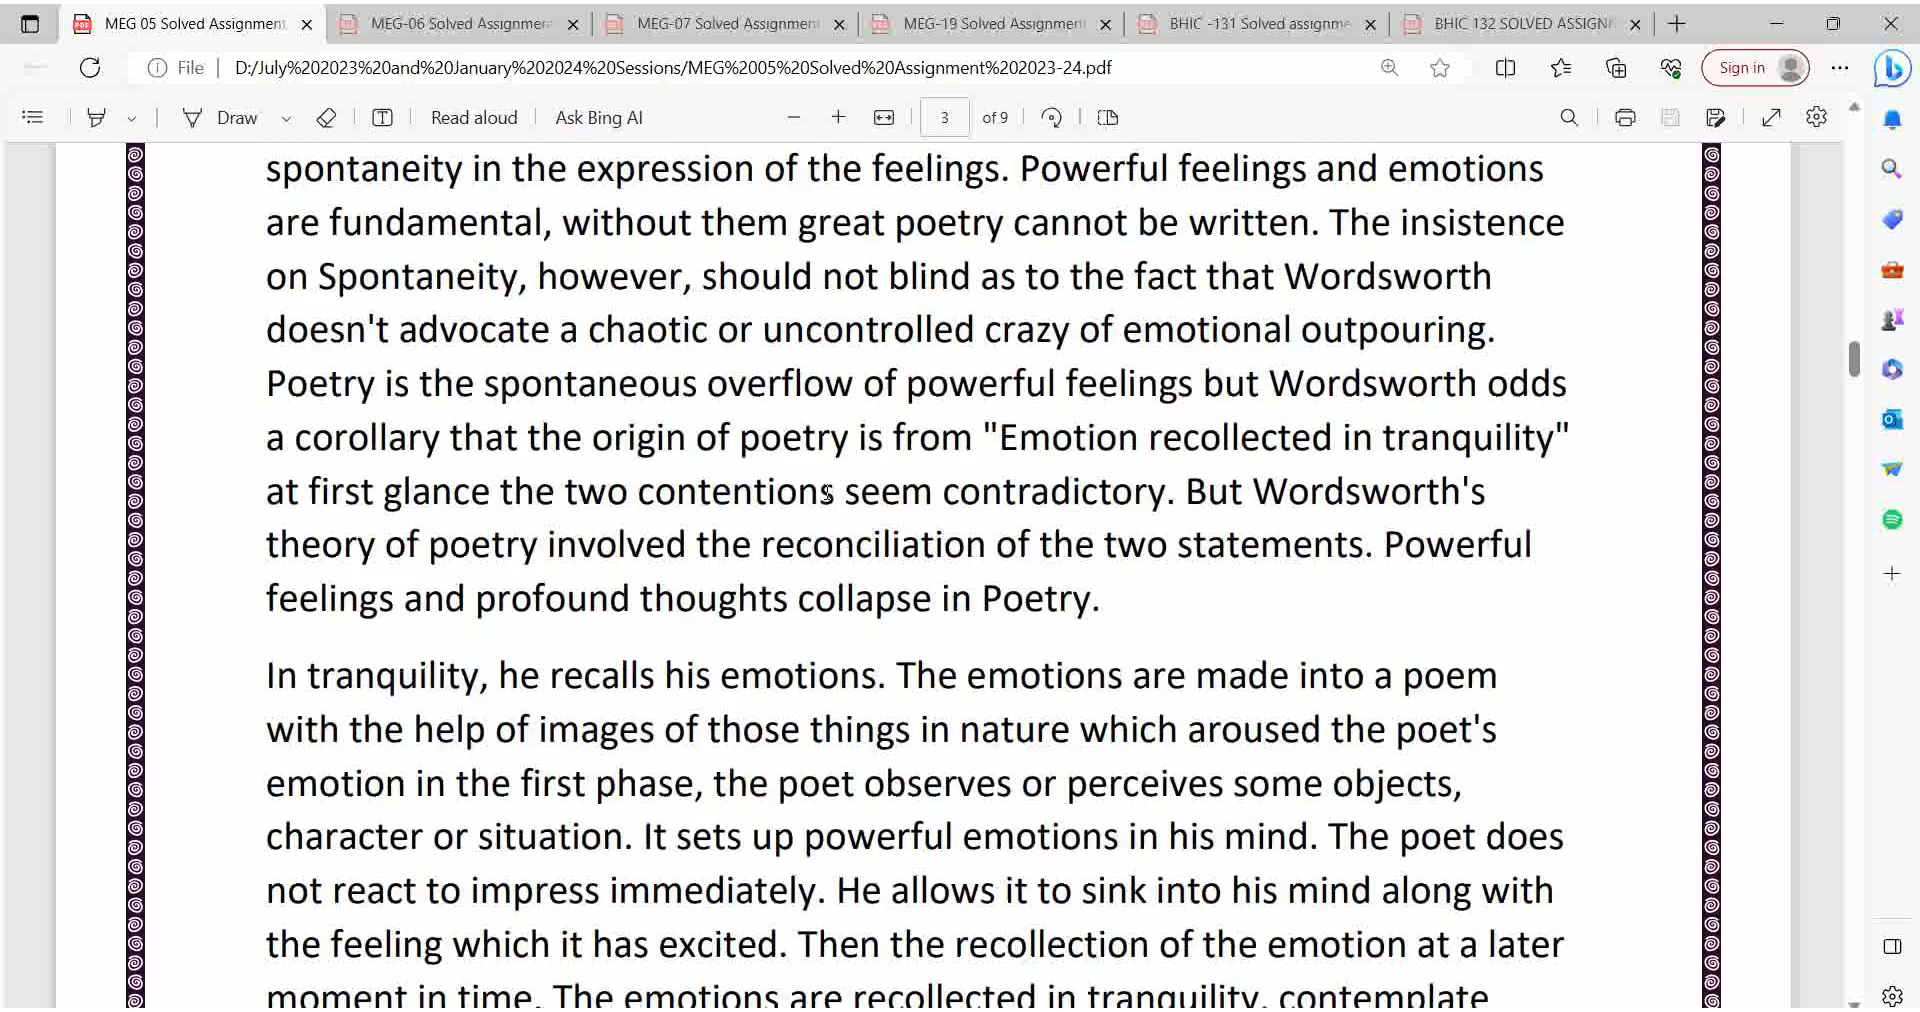 MEG 05 Solved Assignment
MEG-06 Solved Assignmen
MEG-07 Solved Assignment
MEG-19 Solved Assignment
BHIC -131 Solved assignme
BHIC 132 SOLVED ASSIGN
File
D:/July%202023%20and%20January%202024%20Sessions/MEG%2005%20Solved%20Assignment%202023-24.pdf
Sign in
Draw
Read aloud
Ask Bing AI
3 of 9
spontaneity in the expression of the feelings. Powerful feelings and emotions
are fundamental, without them great poetry cannot be written. The insistence
on Spontaneity, however, should not blind as to the fact that Wordsworth
doesn't advocate a chaotic or uncontrolled crazy of emotional outpouring.
Poetry is the spontaneous overflow of powerful feelings but Wordsworth odds
a corollary that the origin of poetry is from "Emotion recollected in tranquility"
at first glance the two contentions seem contradictory. But Wordsworth's
theory of poetry involved the reconciliation of the two statements. Powerful
feelings and profound thoughts collapse in Poetry.
In tranquility, he recalls his emotions. The emotions are made into a poem
with the help of images of those things in nature which aroused the poet's
emotion in the first phase, the poet observes or perceives some objects,
character or situation. It sets up powerful emotions in his mind. The poet does
not react to impress immediately. He allows it to sink into his mind along with
the feeling which it has excited. Then the recollection of the emotion at a later
moment in time. The emotions are recollected in tranquility, contemplate